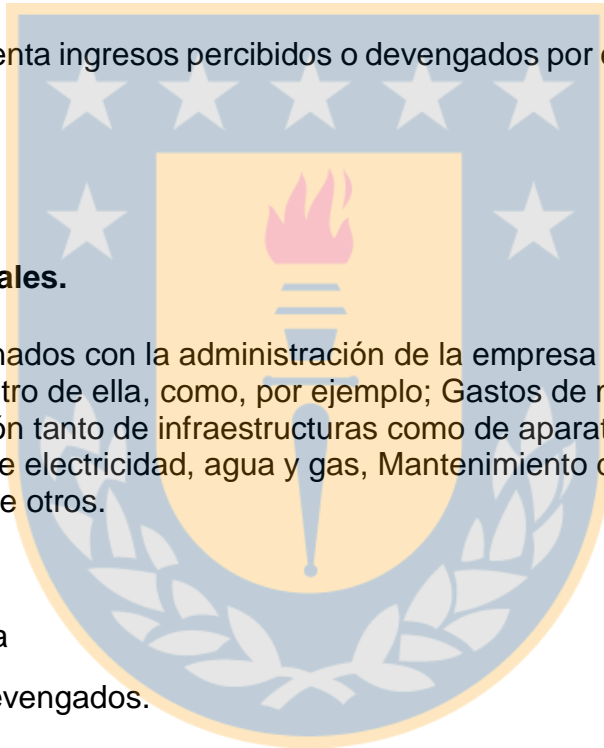 enta ingresos percibidos o devengados por
ales.
nados con la administración de la empresa
tro de ella, como, por ejemplo; Gastos de
ón tanto de infraestructuras como de aparat
e electricidad, agua y gas, Mantenimiento
e otros.
a
evengados.